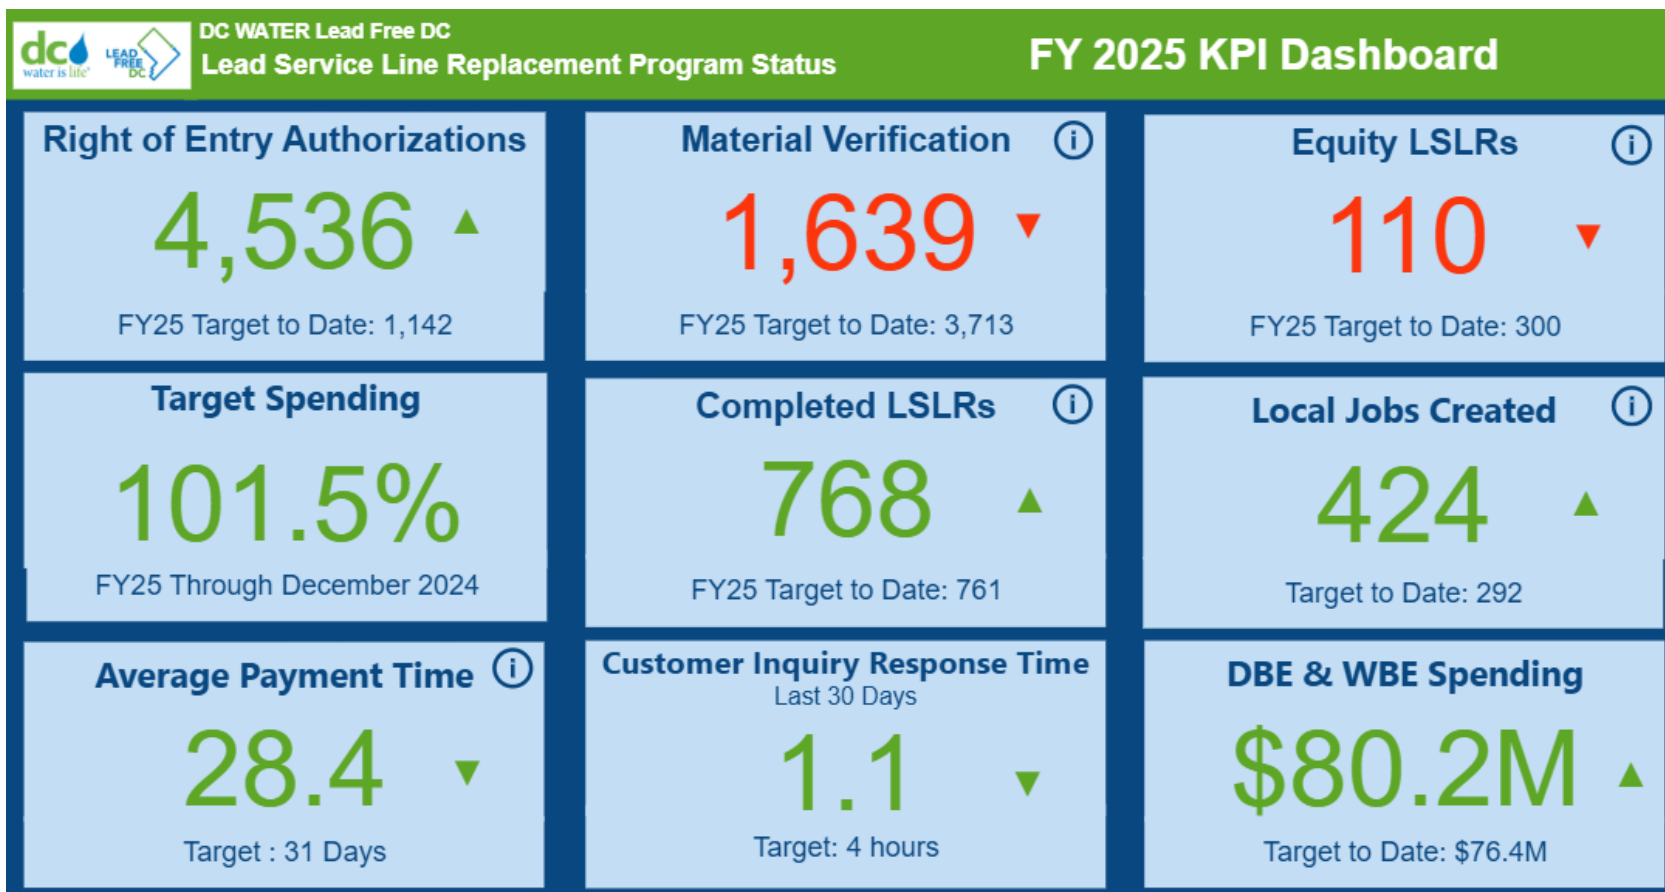 dc
water is life
LEAD
FREE
DC
DC WATER Lead Free DC
Lead Service Line Replacement Program Status
FY 2025 KPI Dashboard
Right of Entry Authorizations
4,536 ▲
FY25 Target to Date: 1,142
Material Verification i
1,639 ▼
FY25 Target to Date: 3,713
Equity LSLRs i
110 ▼
FY25 Target to Date: 300
Target Spending
101.5%
FY25 Through December 2024
Completed LSLRs i
768 ▲
FY25 Target to Date: 761
Local Jobs Created i
424 ▲
Target to Date: 292
Average Payment Time i
28.4 ▼
Target : 31 Days
Customer Inquiry Response Time
Last 30 Days
1.1 ▼
Target: 4 hours
DBE & WBE Spending
$80.2M ▲
Target to Date: $76.4M